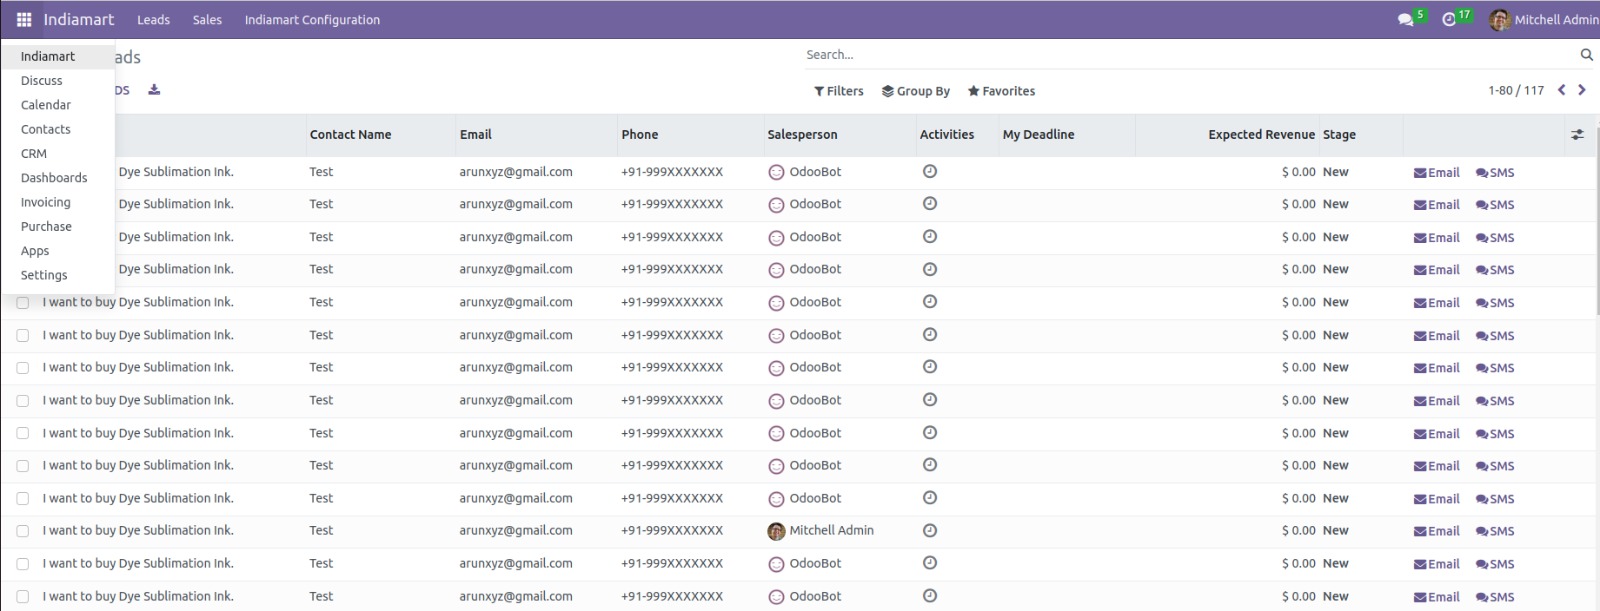 Indiamart Leads Sales Indiamart Configuration 5 17 Mitchell Admin
Indiamart
Discuss
Calendar
Contacts
CRM
Dashboards
Invoicing
Purchase
Apps
Settings
ads
Search...
DS
Filters Group By Favorites
1-80 / 117
Contact Name Email Phone Salesperson Activities My Deadline Expected Revenue Stage
Dye Sublimation Ink. Test arunxyz@gmail.com +91-999XXXXXXX OdooBot $ 0.00 New Email SMS
Dye Sublimation Ink. Test arunxyz@gmail.com +91-999XXXXXXX OdooBot $ 0.00 New Email SMS
Dye Sublimation Ink. Test arunxyz@gmail.com +91-999XXXXXXX OdooBot $ 0.00 New Email SMS
Dye Sublimation Ink. Test arunxyz@gmail.com +91-999XXXXXXX OdooBot $ 0.00 New Email SMS
I want to buy Dye Sublimation Ink. Test arunxyz@gmail.com +91-999XXXXXXX OdooBot $ 0.00 New Email SMS
I want to buy Dye Sublimation Ink. Test arunxyz@gmail.com +91-999XXXXXXX OdooBot $ 0.00 New Email SMS
I want to buy Dye Sublimation Ink. Test arunxyz@gmail.com +91-999XXXXXXX OdooBot $ 0.00 New Email SMS
I want to buy Dye Sublimation Ink. Test arunxyz@gmail.com +91-999XXXXXXX OdooBot $ 0.00 New Email SMS
I want to buy Dye Sublimation Ink. Test arunxyz@gmail.com +91-999XXXXXXX OdooBot $ 0.00 New Email SMS
I want to buy Dye Sublimation Ink. Test arunxyz@gmail.com +91-999XXXXXXX OdooBot $ 0.00 New Email SMS
I want to buy Dye Sublimation Ink. Test arunxyz@gmail.com +91-999XXXXXXX OdooBot $ 0.00 New Email SMS
I want to buy Dye Sublimation Ink. Test arunxyz@gmail.com +91-999XXXXXXX Mitchell Admin $ 0.00 New Email SMS
I want to buy Dye Sublimation Ink. Test arunxyz@gmail.com +91-999XXXXXXX OdooBot $ 0.00 New Email SMS
I want to buy Dye Sublimation Ink. Test arunxyz@gmail.com +91-999XXXXXXX OdooBot $ 0.00 New Email SMS